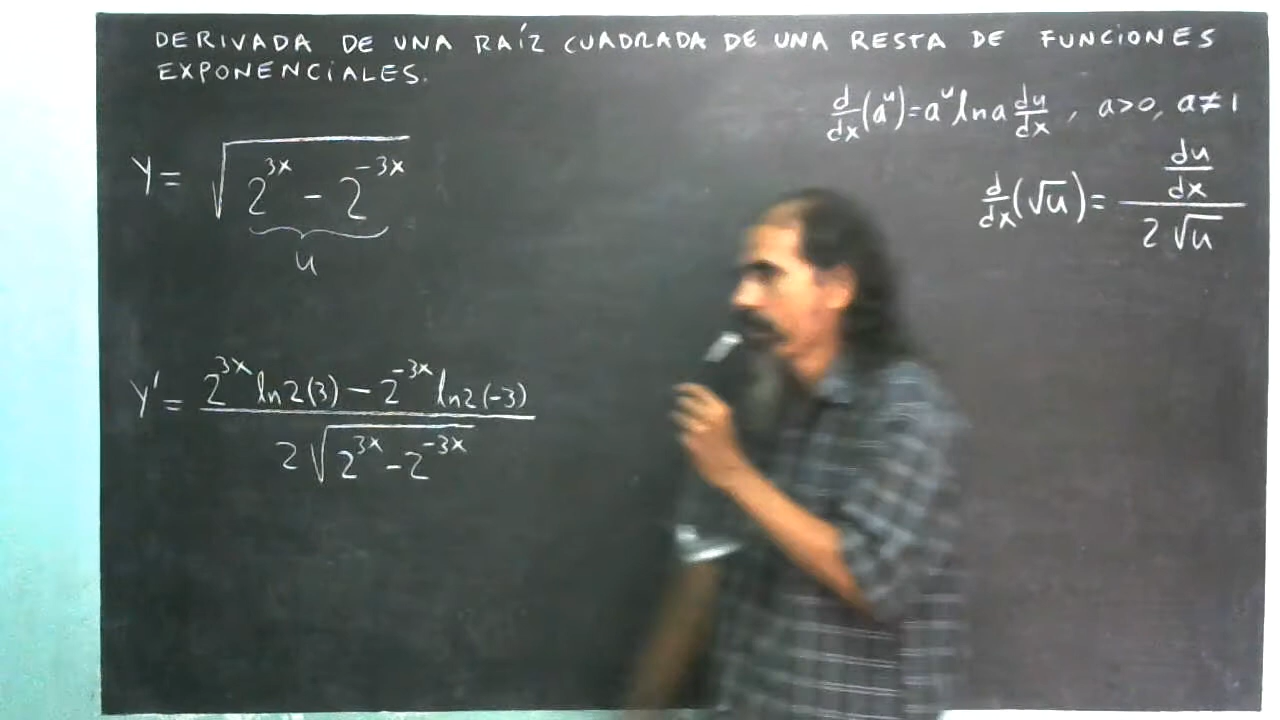 DERIVADA DE UNA RAÍZ CUADRADA DE UNA RESTA DE FUNCIONES
EXPONENCIALES.
d/dx(a^u)=a^u ln a du/dx, a>0, a≠1
y = √(2^{3x} - 2^{-3x})
u
d/dx(√u) = (du/dx)/(2√u)
y' = (2^{3x} ln2(3) - 2^{-3x} ln2(-3))/(2√(2^{3x} - 2^{-3x}))